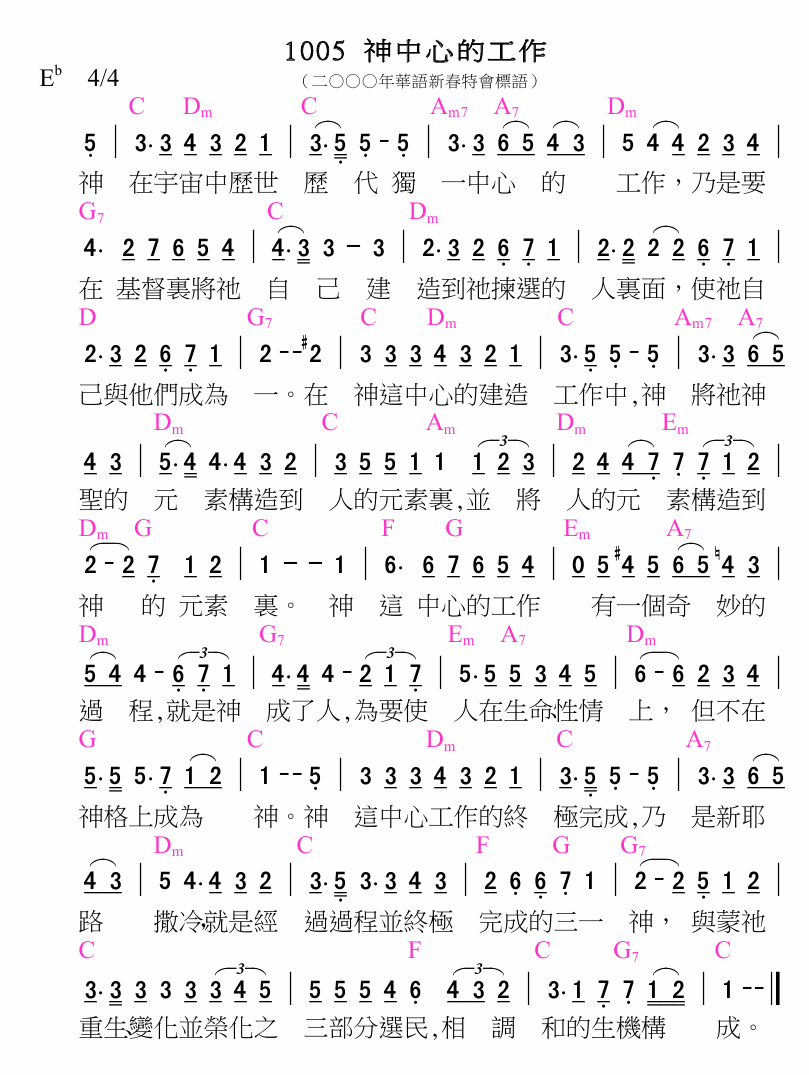 1005 神中心的工作
E♭ 4/4 （二○○○年華語新春特會標語）
C Dm C Am7 A7 Dm
5 | 3· 3 4 3 2 1 | 3· 5 5 - 5 | 3· 3 6 5 4 3 | 5 4 4 2 3 4 |
神 在宇宙中歷世 歷 代 獨 一中心 的 工作，乃是要
G7 C Dm
4· 2 7 6 5 4 | 4· 3 3 – 3 | 2· 3 2 6 7 1 | 2· 2 2 2 6 7 1 |
在 基督裏將祂 自 己 建 造到祂揀選的 人裏面，使祂自
D G7 C Dm C Am7 A7
2· 3 2 6 7 1 | 2 - - #2 | 3 3 3 4 3 2 1 | 3· 5 5 - 5 | 3· 3 6 5
己與他們成為 一。在 神這中心的建造 工作中,神 將祂神
Dm C Am Dm Em
4 3 | 5· 4 4· 4 3 2 | 3 5 5 1 1 3 1 2 3 | 2 4 4 7 7 3 7 1 2 |
聖的 元 素構造到 人的元素裏,並 將 人的元 素構造到
Dm G C F G Em A7
2 - 2 7 1 2 | 1 – – 1 | 6· 6 7 6 5 4 | 0 5 #4 5 6 5 ♮4 3 |
神 的 元素 裏。 神 這 中心的工作 有一個奇 妙的
Dm G7 Em A7 Dm
5 4 4 - 3 6 7 1 | 4· 4 4 - 3 2 1 7 | 5· 5 5 3 4 5 | 6 - 6 2 3 4 |
過 程,就是神 成了人,為要使 人在生命、性情 上， 但不在
G C Dm C A7
5· 5 5· 7 1 2 | 1 - - 5 | 3 3 3 4 3 2 1 | 3· 5 5 - 5 | 3· 3 6 5
神格上成為 神。神 這中心工作的終 極完成,乃 是新耶
Dm C F G G7
4 3 | 5 4· 4 3 2 | 3· 5 3· 3 4 3 | 2 6 6 7 1 | 2 - 2 5 1 2 |
路 撒冷,就是經 過過程並終極 完成的三一 神， 與蒙祂
C F C G7 C
3· 3 3 3 3 3 3 4 5 | 5 5 5 4 6 3 4 3 2 | 3· 1 7 7 1 2 | 1 - - ‖
重生、變化並榮化之 三部分選民,相 調 和的生機構 成。